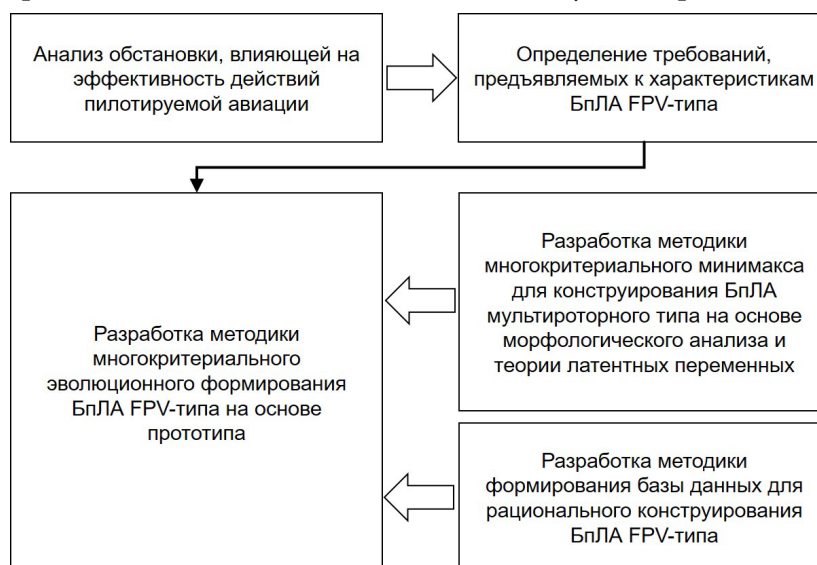 Анализ обстановки, влияющей на
эффективность действий
пилотируемой авиации
Определение требований,
предъявляемых к характеристикам
БпЛА FPV-типа
Разработка методики
многокритериального
эволюционного формирования
БпЛА FPV-типа на основе
прототипа
Разработка методики
многокритериального минимакса
для конструирования БпЛА
мультироторного типа на основе
морфологического анализа и
теории латентных переменных
Разработка методики
формирования базы данных для
рационального конструирования
БпЛА FPV-типа